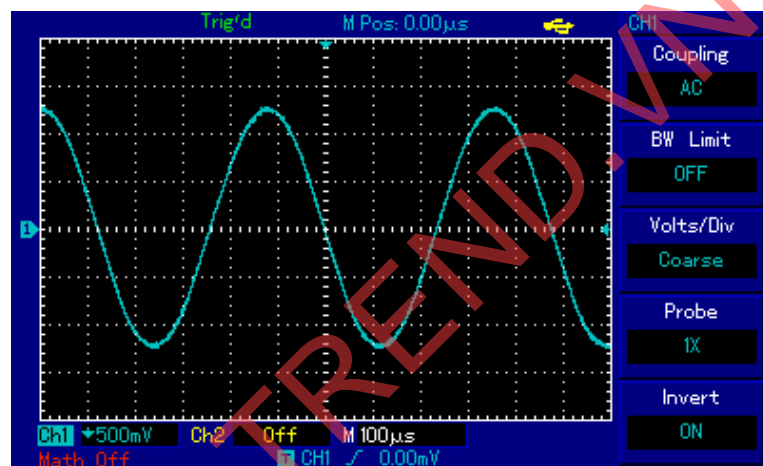 Trig'd M Pos: 0.00μs CH1
Coupling
AC
BW Limit
OFF
Volts/Div
Coarse
Probe
1X
Invert
ON
1
Ch1 500mV Ch2 Off M 100μs
Math Off T CH1 0.00mV
TREND.VN